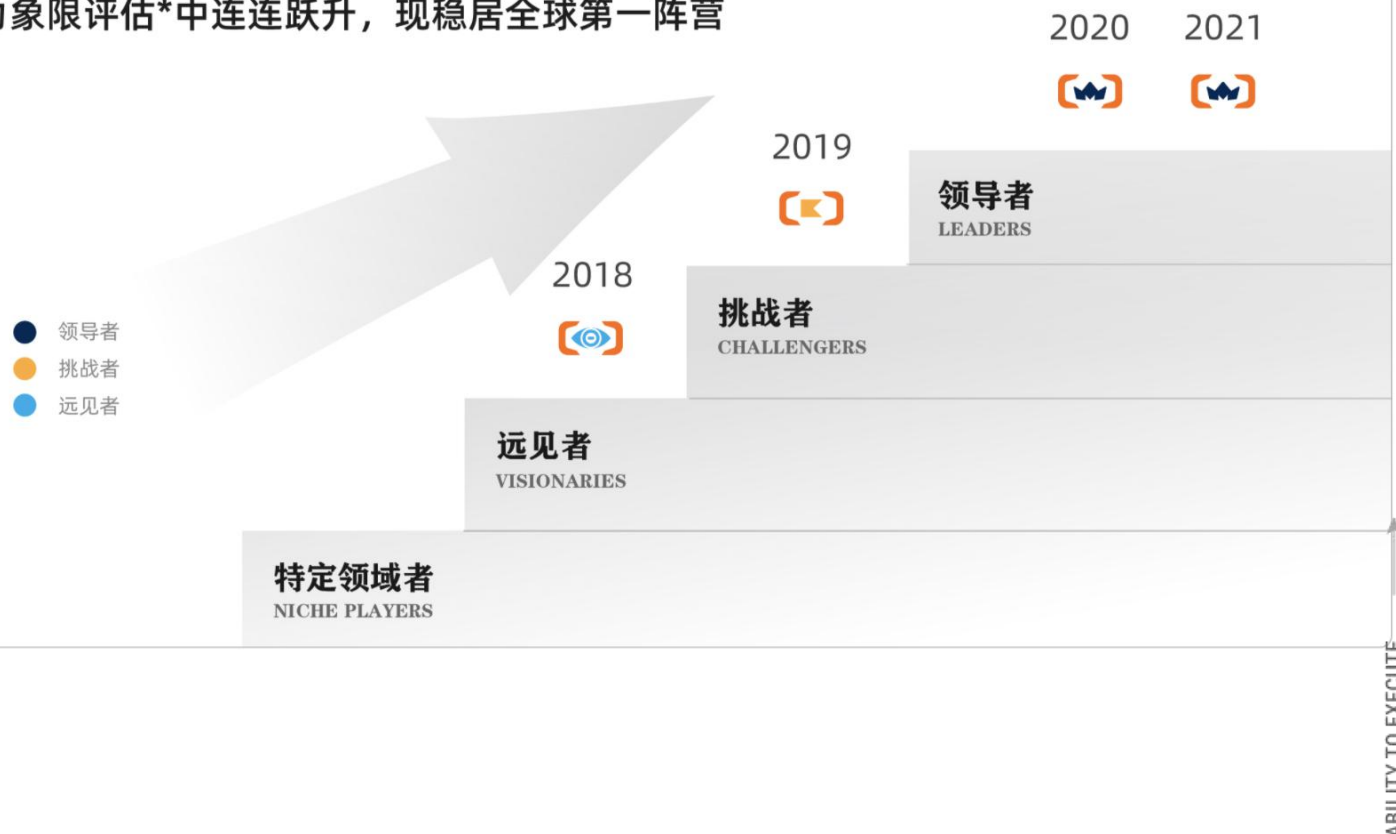 象限评估*中连连跃升，现稳居全球第一阵营
2020
2021
2019
领导者
LEADERS
2018
挑战者
CHALLENGERS
领导者
挑战者
远见者
远见者
VISIONARIES
特定领域者
NICHE PLAYERS
ABILITY TO EXECUTE